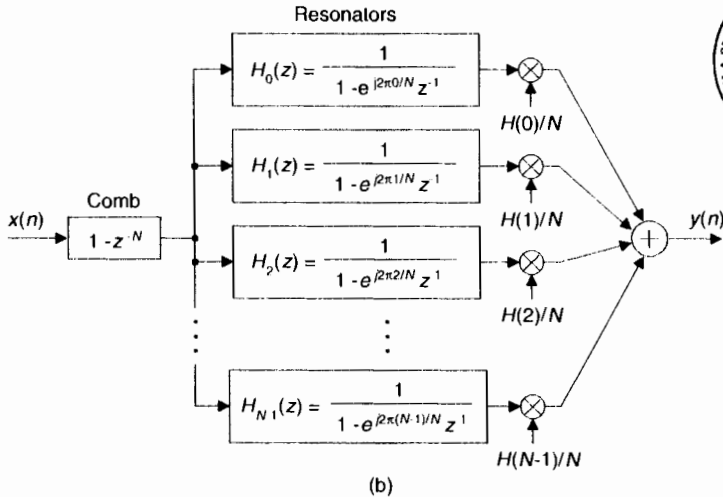 Resonators
H₀(z) = 1 / 1 -e^j2π0/N z^-1
H(0)/N
H₁(z) = 1 / 1 -e^j2π1/N z^-1
H(1)/N
Comb
x(n)
1 -z^-N
y(n)
+
H₂(z) = 1 / 1 -e^j2π2/N z^1
H(2)/N
H_N 1(z) = 1 / 1 -e^j2π(N-1)/N z^1
H(N-1)/N
(b)